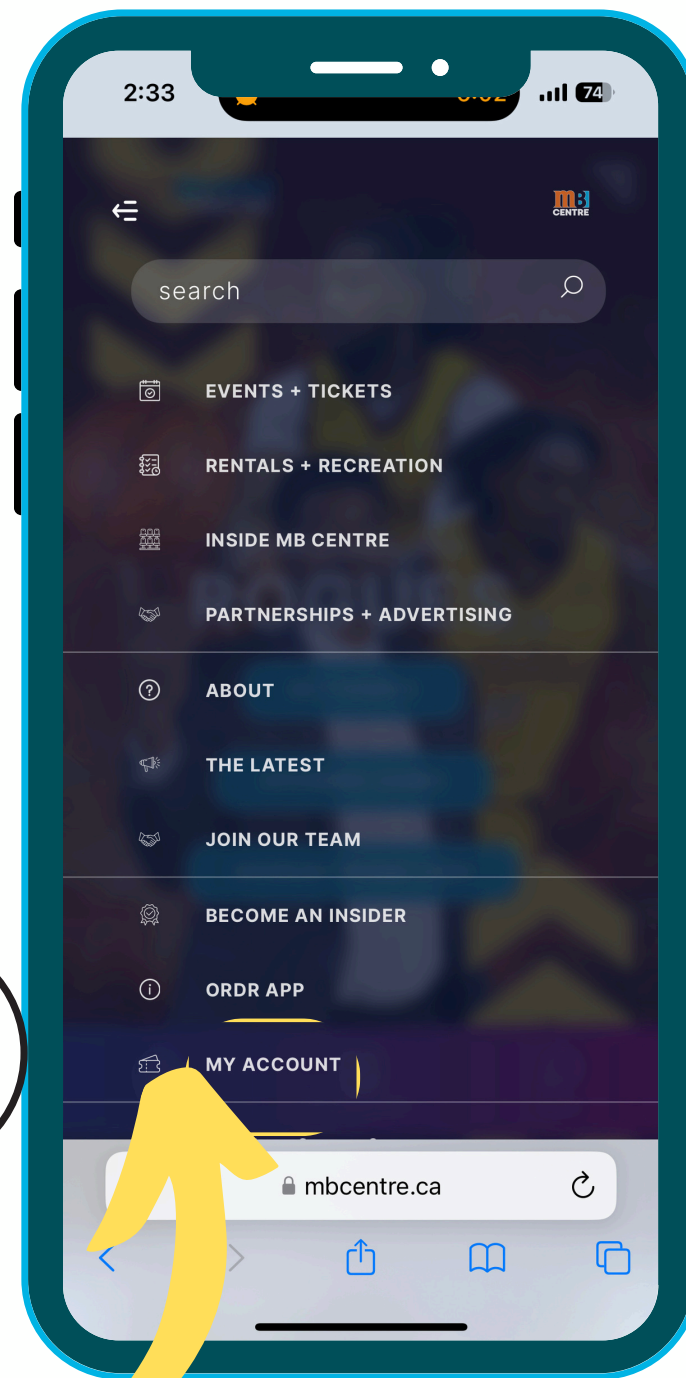 2:33
74
mB
CENTRE
search
EVENTS + TICKETS
RENTALS + RECREATION
INSIDE MB CENTRE
PARTNERSHIPS + ADVERTISING
ABOUT
THE LATEST
JOIN OUR TEAM
BECOME AN INSIDER
ORDR APP
MY ACCOUNT
mbcentre.ca